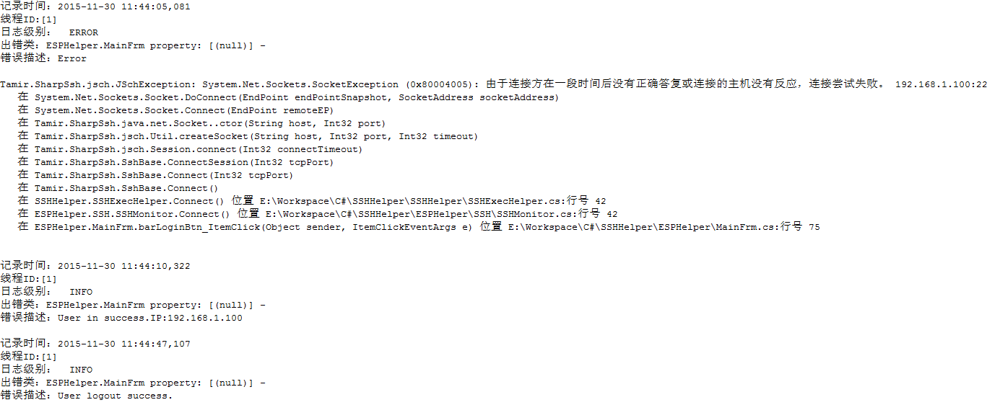 记录时间：2015-11-30 11:44:05,081
线程ID:[1]
日志级别：  ERROR
出错类：ESPHelper.MainFrm property: [(null)] -
错误描述：Error
Tamir.SharpSsh.jsch.JSchException: System.Net.Sockets.SocketException (0x80004005): 由于连接方在一段时间后没有正确答复或连接的主机没有反应，连接尝试失败。 192.168.1.100:22
   在 System.Net.Sockets.Socket.DoConnect(EndPoint endPointSnapshot, SocketAddress socketAddress)
   在 System.Net.Sockets.Socket.Connect(EndPoint remoteEP)
   在 Tamir.SharpSsh.java.net.Socket..ctor(String host, Int32 port)
   在 Tamir.SharpSsh.jsch.Util.createSocket(String host, Int32 port, Int32 timeout)
   在 Tamir.SharpSsh.jsch.Session.connect(Int32 connectTimeout)
   在 Tamir.SharpSsh.SshBase.ConnectSession(Int32 tcpPort)
   在 Tamir.SharpSsh.SshBase.Connect(Int32 tcpPort)
   在 Tamir.SharpSsh.SshBase.Connect()
   在 SSHHelper.SSHExecHelper.Connect() 位置 E:\Workspace\C#\SSHHelper\SSHHelper\SSHExecHelper.cs:行号 42
   在 ESPHelper.SSH.SSHMonitor.Connect() 位置 E:\Workspace\C#\SSHHelper\ESPHelper\SSH\SSHMonitor.cs:行号 42
   在 ESPHelper.MainFrm.barLoginBtn_ItemClick(Object sender, ItemClickEventArgs e) 位置 E:\Workspace\C#\SSHHelper\ESPHelper\MainFrm.cs:行号 75
记录时间：2015-11-30 11:44:10,322
线程ID:[1]
日志级别：  INFO
出错类：ESPHelper.MainFrm property: [(null)] -
错误描述：User in success.IP:192.168.1.100
记录时间：2015-11-30 11:44:47,107
线程ID:[1]
日志级别：  INFO
出错类：ESPHelper.MainFrm property: [(null)] -
错误描述：User logout success.